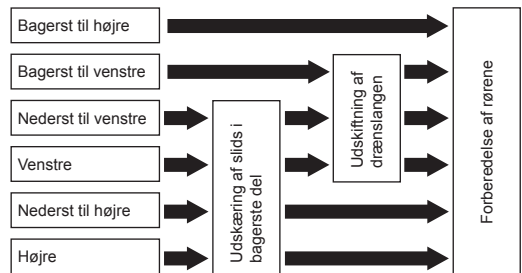 Bagerst til højre
Bagerst til venstre
Nederst til venstre
Venstre
Nederst til højre
Højre
Udskæring af slids i
bagerste del
Udskiftning af
drænslangen
Forberedelse af rørene